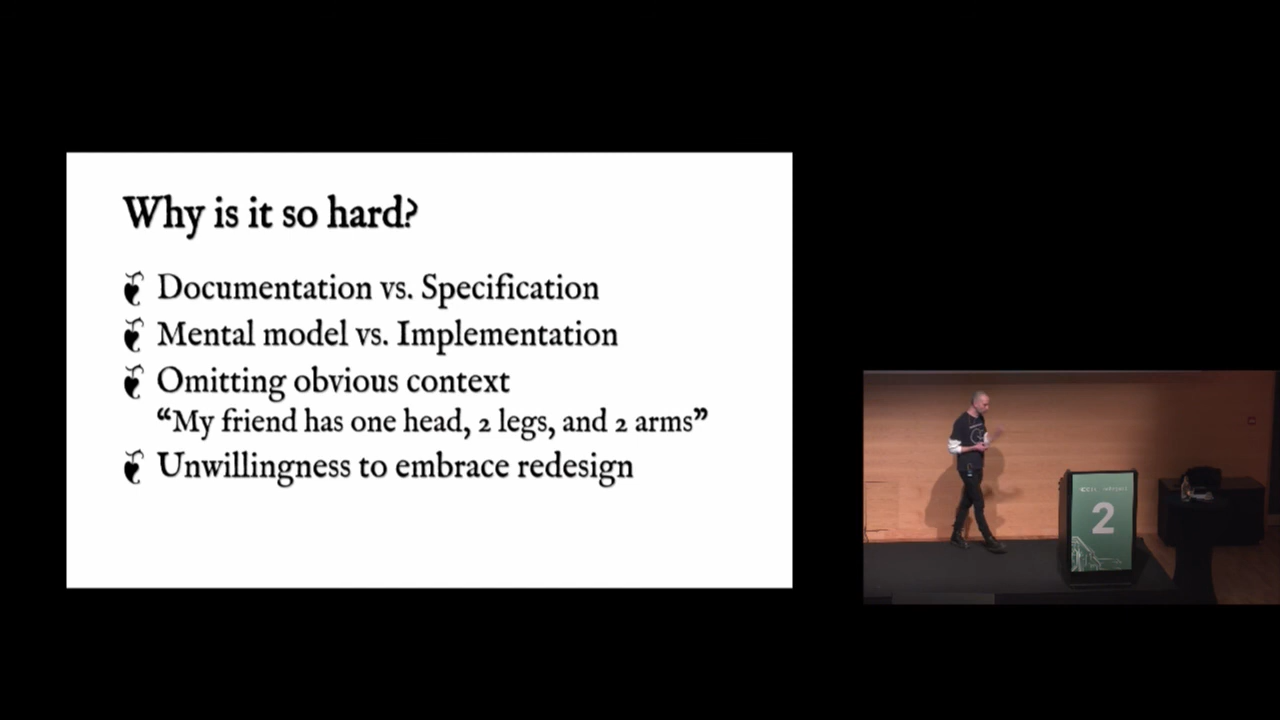 Why is it so hard?
Documentation vs. Specification
Mental model vs. Implementation
Omitting obvious context
“My friend has one head, 2 legs, and 2 arms”
Unwillingness to embrace redesign
2